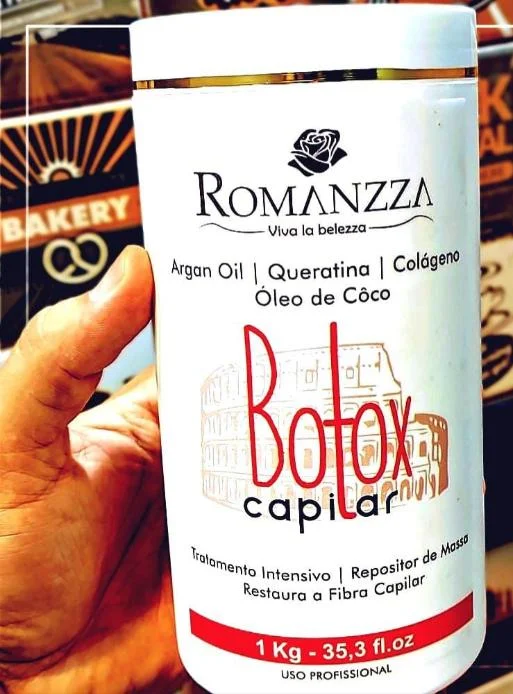 BAKERY
ROMANZZA
Viva la belezza
Argan Oil | Queratina | Colágeno
Óleo de Côco
Botox
capilar
Tratamento Intensivo | Repositor de Massa
Restaura a Fibra Capilar
1 Kg - 35,3 fl.oz
USO PROFISSIONAL